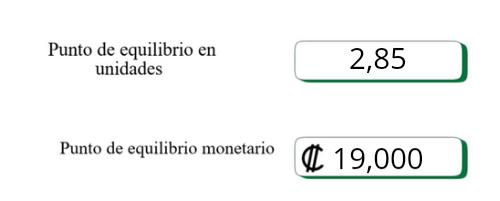 Punto de equilibrio en
unidades
2,85
Punto de equilibrio monetario
₡ 19,000